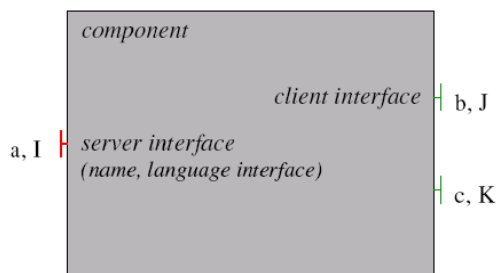 component
client interface
b, J
a, I
server interface
(name, language interface)
c, K